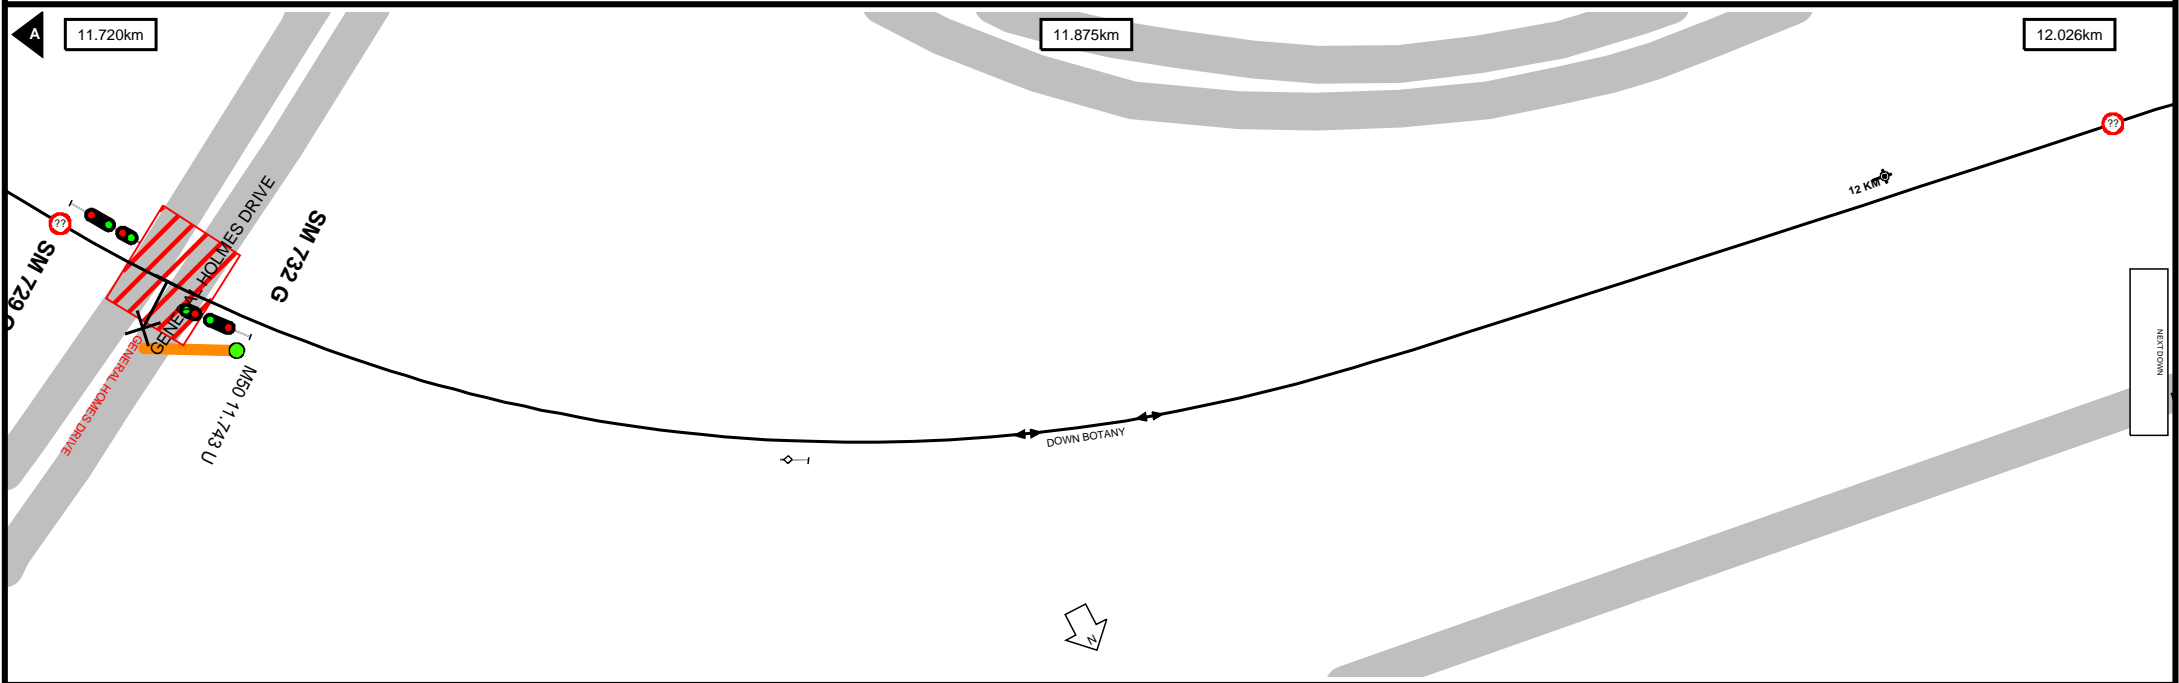 A
11.720km
11.875km
12.026km
??
12 KM
??
GENERAL HOLMES DRIVE
SM 732 G
SM 729 G
GENERAL HOMES DRIVE
M50 11.743 U
DOWN BOTANY
NEXT DOWN
N